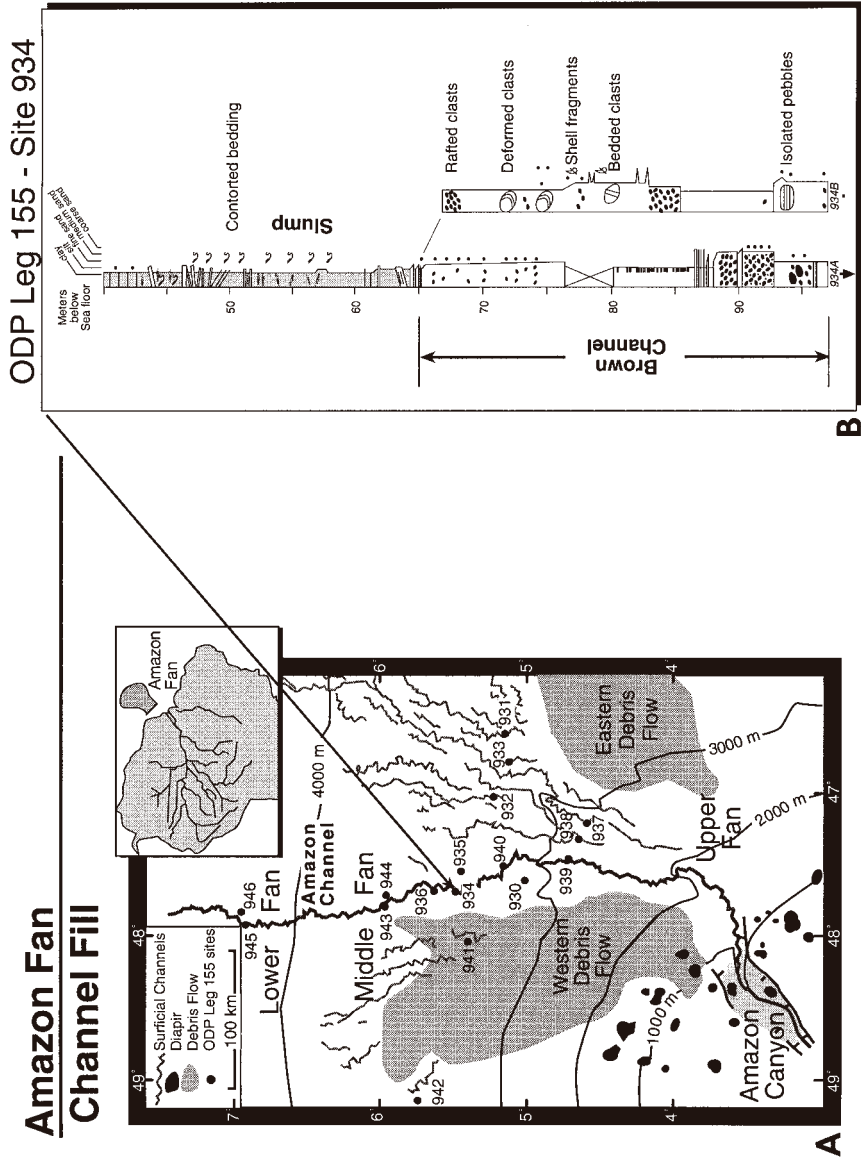 Amazon Fan
Channel Fill
Surficial Channels
Diapir
Debris Flow
ODP Leg 155 sites
100 km
Amazon
Fan
7°
6°
5°
4°
6°
5°
4°
49°
48°
47°
49°
48°
946
945
Lower
Fan
4000 m
Amazon
Channel
Middle
Fan
943
944
936
935
934
941
942
940
930
932
933
931
938
937
939
Western
Debris
Flow
Eastern
Debris
Flow
Upper
Fan
3000 m
2000 m
1000 m
Amazon
Canyon
A
ODP Leg 155 - Site 934
Meters
below
Sea floor
clay
silt
fine sand
medium sand
coarse sand
50
60
70
80
90
Contorted bedding
Slump
Brown
Channel
Rafted clasts
Deformed clasts
Shell fragments
Bedded clasts
Isolated pebbles
934A
934B
B